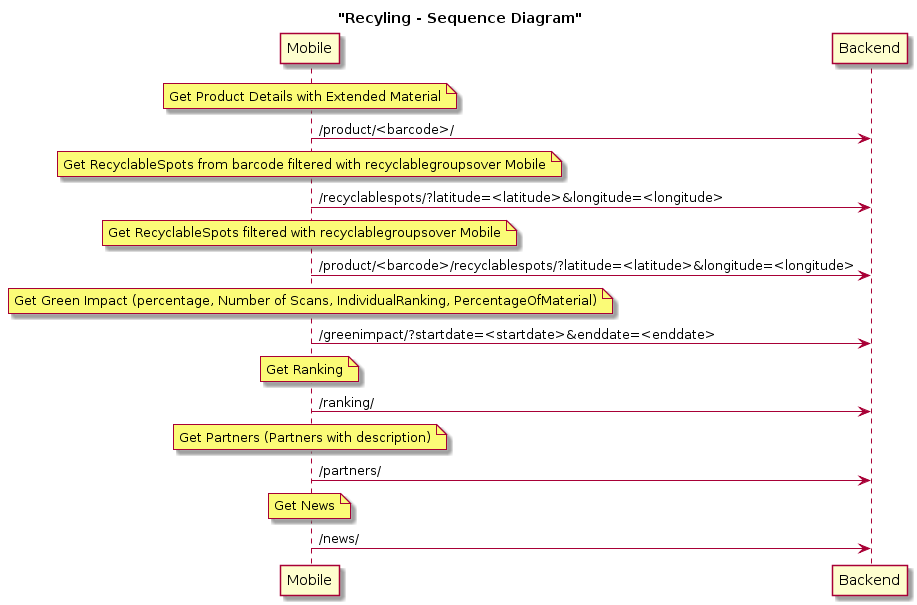 "Recyling - Sequence Diagram"
Mobile
Backend
Get Product Details with Extended Material
/product/<barcode>/
Get RecyclableSpots from barcode filtered with recyclablegroupsover Mobile
/recyclablespots/?latitude=<latitude>&longitude=<longitude>
Get RecyclableSpots filtered with recyclablegroupsover Mobile
/product/<barcode>/recyclablespots/?latitude=<latitude>&longitude=<longitude>
Get Green Impact (percentage, Number of Scans, IndividualRanking, PercentageOfMaterial)
/greenimpact/?startdate=<startdate>&enddate=<enddate>
Get Ranking
/ranking/
Get Partners (Partners with description)
/partners/
Get News
/news/
Mobile
Backend